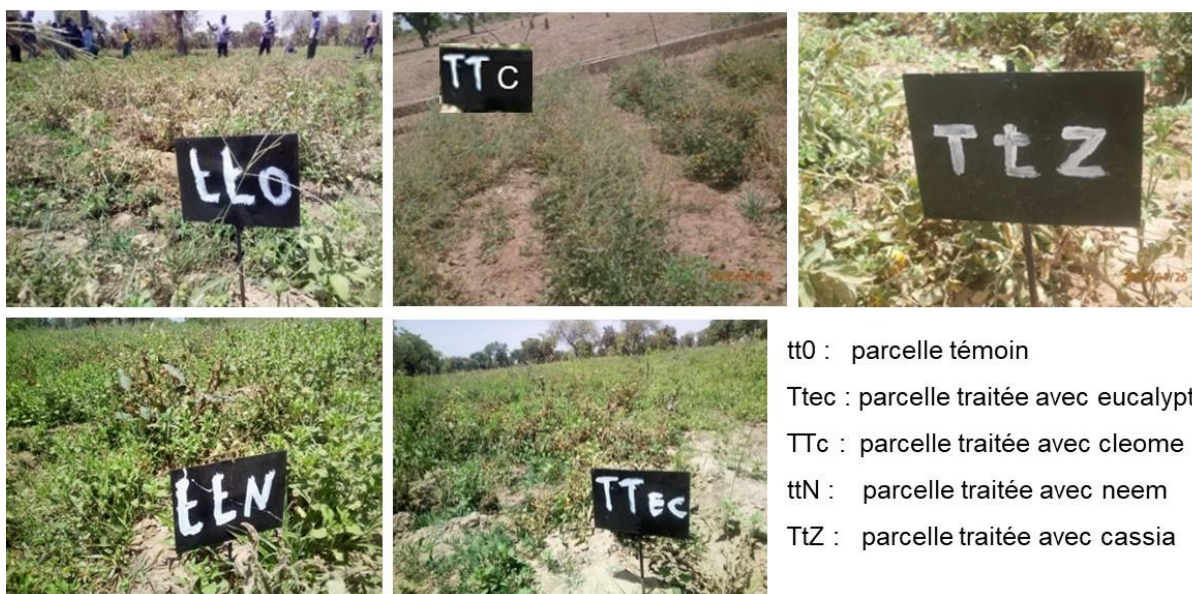 tto
TT C
TtZ
ttN
TTEC
tt0 : parcelle témoin
Ttec : parcelle traitée avec eucalypt
TTc : parcelle traitée avec cleome
ttN : parcelle traitée avec neem
TtZ : parcelle traitée avec cassia